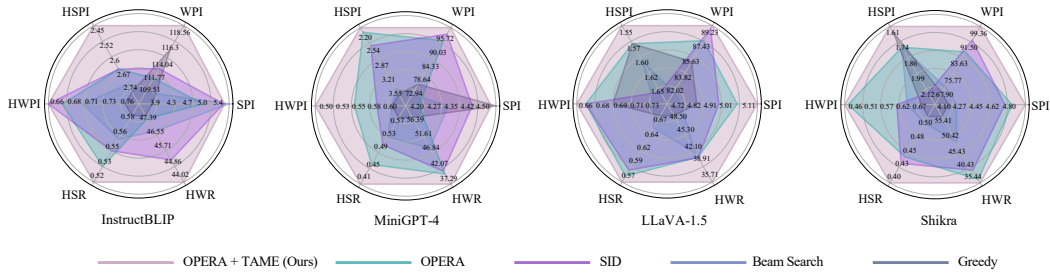 HSPI WPI
2.45 118.56
2.52 116.3
2.6 114.04
2.67 111.77
2.74 109.51
HWPI 0.66 0.68 0.71 0.73 0.76 3.9 4.3 4.7 5.0 5.4 SPI
0.58 47.39
0.56 46.55
0.55 45.71
0.53 44.86
0.52 44.02
HSR HWR
InstructBLIP
HSPI WPI
2.20 95.72
2.54 90.03
2.87 84.33
3.21 78.64
3.55 72.94
HWPI 0.50 0.53 0.55 0.58 0.60 4.20 4.27 4.35 4.42 4.50 SPI
0.57 56.39
0.53 51.61
0.49 46.84
0.45 42.07
0.41 37.29
HSR HWR
MiniGPT-4
HSPI WPI
1.55 89.23
1.57 87.43
1.60 85.63
1.62 83.82
1.65 82.02
HWPI 0.66 0.68 0.69 0.71 0.73 4.72 4.82 4.91 5.01 5.11 SPI
0.67 48.50
0.64 45.30
0.62 42.10
0.59 38.91
0.57 35.71
HSR HWR
LLaVA-1.5
HSPI WPI
1.61 99.36
1.74 91.50
1.86 83.63
1.99 75.77
2.12 67.90
HWPI 0.46 0.51 0.57 0.62 0.67 4.10 4.27 4.45 4.62 4.80 SPI
0.50 55.41
0.48 50.42
0.45 45.43
0.43 40.43
0.40 35.44
HSR HWR
Shikra
OPERA + TAME (Ours) OPERA SID Beam Search Greedy